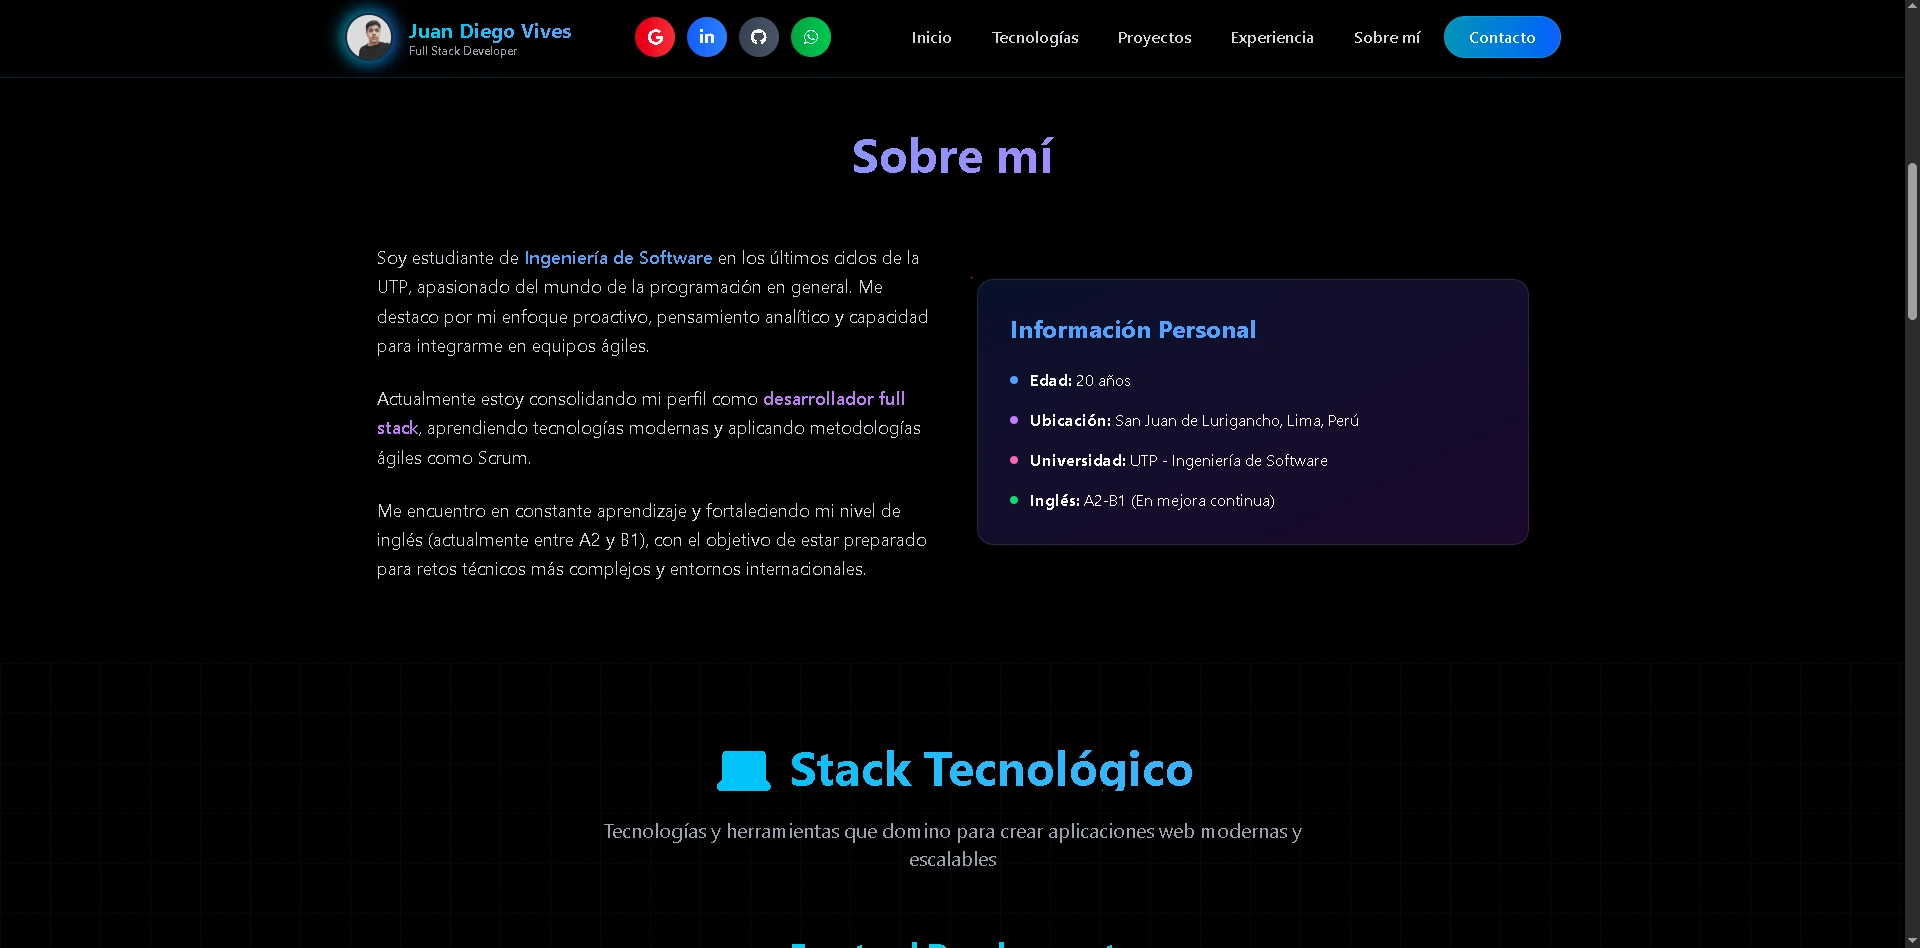 Juan Diego Vives
Full Stack Developer
G
in
Inicio
Tecnologías
Proyectos
Experiencia
Sobre mí
Contacto
Sobre mí
Soy estudiante de Ingeniería de Software en los últimos ciclos de la
UTP, apasionado del mundo de la programación en general. Me
destaco por mi enfoque proactivo, pensamiento analítico y capacidad
para integrarme en equipos ágiles.
Actualmente estoy consolidando mi perfil como desarrollador full
stack, aprendiendo tecnologías modernas y aplicando metodologías
ágiles como Scrum.
Me encuentro en constante aprendizaje y fortaleciendo mi nivel de
inglés (actualmente entre A2 y B1), con el objetivo de estar preparado
para retos técnicos más complejos y entornos internacionales.
Información Personal
Edad: 20 años
Ubicación: San Juan de Lurigancho, Lima, Perú
Universidad: UTP - Ingeniería de Software
Inglés: A2-B1 (En mejora continua)
Stack Tecnológico
Tecnologías y herramientas que domino para crear aplicaciones web modernas y
escalables